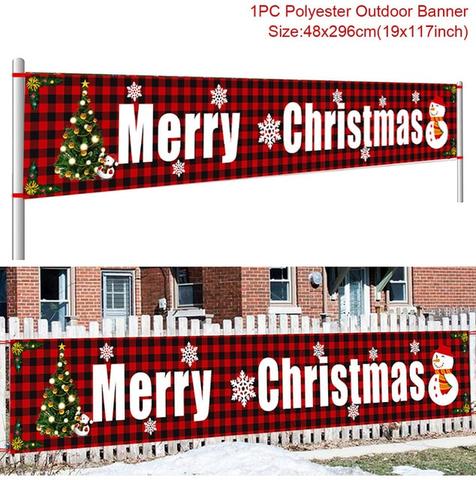 1PC Polyester Outdoor Banner
Size:48x296cm(19x117inch)
Merry Christmas
Merry Christmas